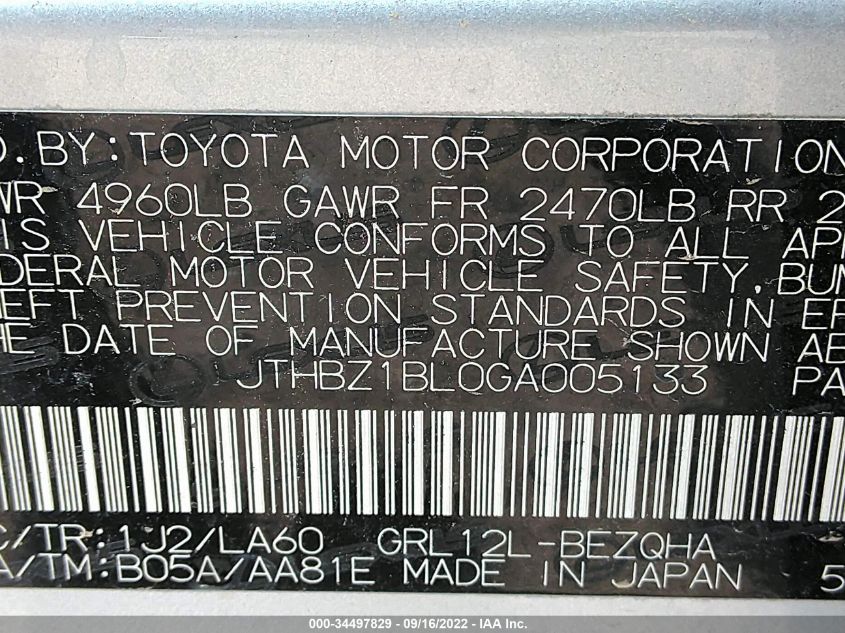 D.BY:TOYOTA MOTOR CORPORATION
WR 4960LB GAWR FR 2470LB RR 2
IS VEHICLE CONFORMS TO ALL APP
DERAL MOTOR VEHICLE SAFETY,BUM
EFT PREVENTION STANDARDS IN EF
HE DATE OF MANUFACTURE SHOWN AB
JTHBZ1BL0GA005133 PA
C/TR:1J2/LA60 GRL12L-BEZQHA
A/TM:B05A/AA81E MADE IN JAPAN 5
000-34497829 - 09/16/2022 - IAA Inc.